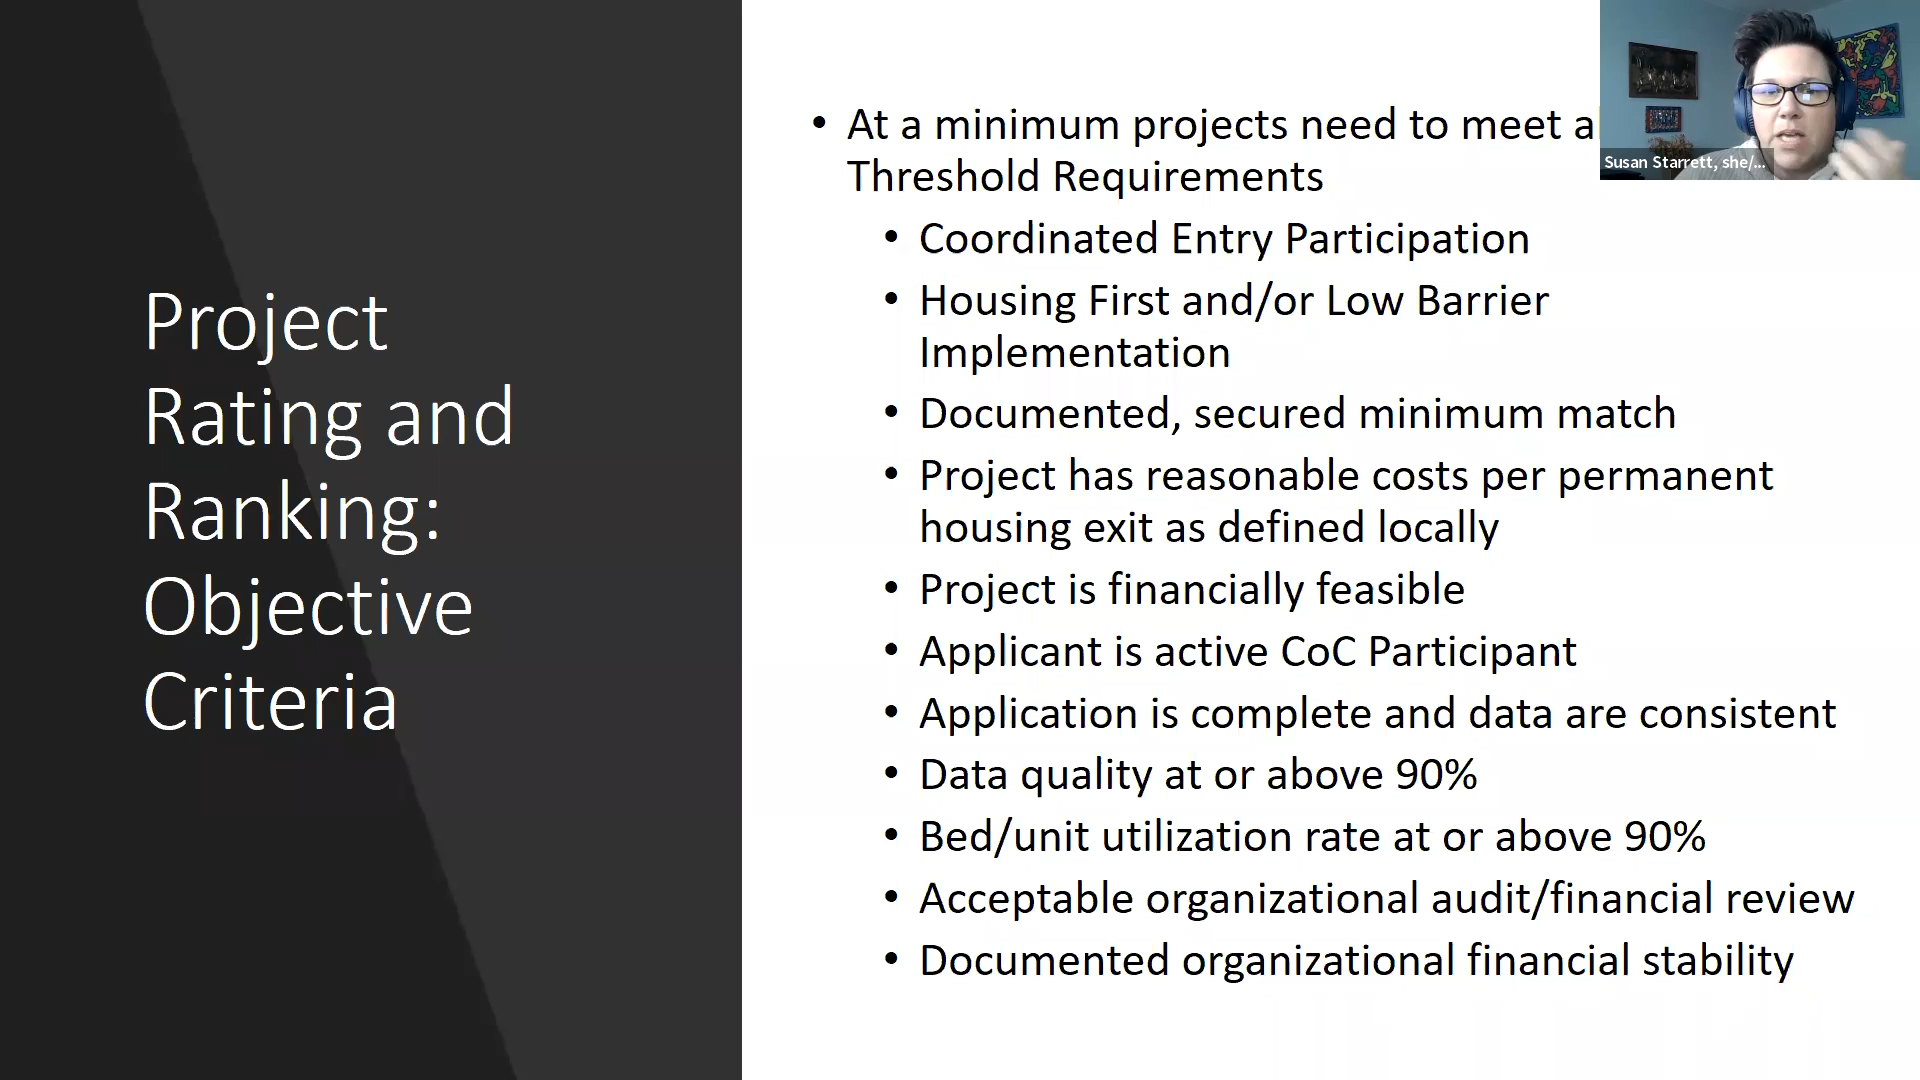 Project
Rating and
Ranking:
Objective
Criteria
• At a minimum projects need to meet
Threshold Requirements
• Coordinated Entry Participation
• Housing First and/or Low Barrier
Implementation
• Documented, secured minimum match
• Project has reasonable costs per permanent
housing exit as defined locally
• Project is financially feasible
• Applicant is active CoC Participant
• Application is complete and data are consistent
• Data quality at or above 90%
• Bed/unit utilization rate at or above 90%
• Acceptable organizational audit/financial review
• Documented organizational financial stability
Susan Starrett, she/...